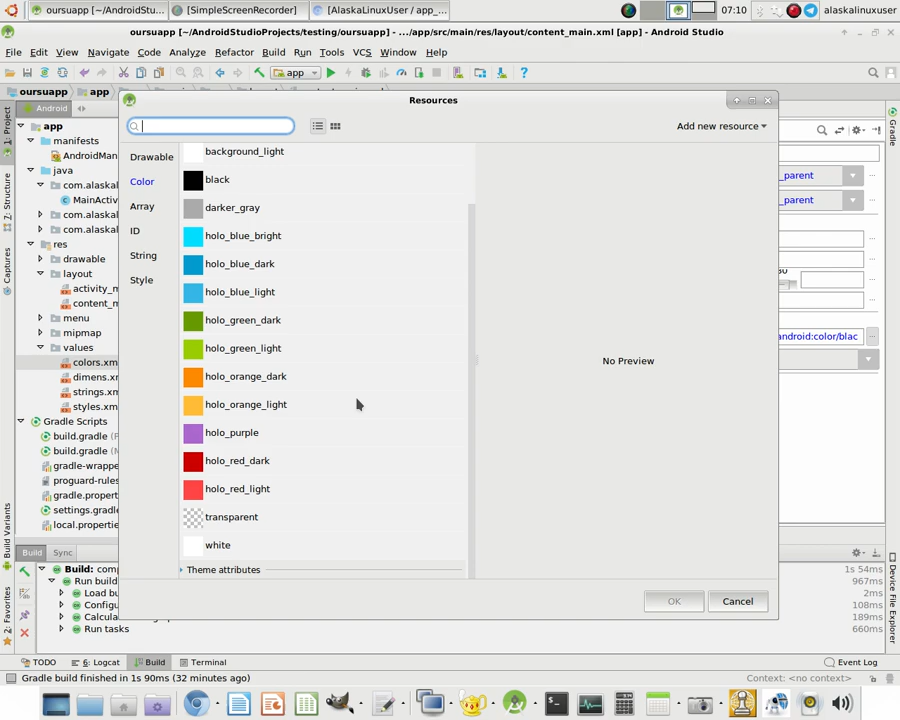 oursuapp [~/AndroidStu...
[SimpleScreenRecorder]
[AlaskaLinuxUser / app_...
07:10
alaskalinuxuser
oursuapp [~/AndroidStudioProjects/testing/oursuapp] - .../app/src/main/res/layout/content_main.xml [app] - Android Studio
File Edit View Navigate Code Analyze Refactor Build Run Tools VCS Window Help
app
oursuapp app
Resources
Android
1: Project
7: Structure
Captures
Build Variants
2: Favorites
Gradle
Device File Explorer
app
manifests
AndroidMan
java
com.alaskal
MainActiv
com.alaskal
com.alaskal
res
drawable
layout
activity_m
content_m
menu
mipmap
values
colors.xm
dimens.xm
strings.xm
styles.xm
Gradle Scripts
build.gradle (P
build.gradle (M
gradle-wrappe
proguard-rules
gradle.propert
settings.gradle
local.propertie
Add new resource
Drawable
Color
Array
ID
String
Style
background_light
black
darker_gray
holo_blue_bright
holo_blue_dark
holo_blue_light
holo_green_dark
holo_green_light
holo_orange_dark
holo_orange_light
holo_purple
holo_red_dark
holo_red_light
transparent
white
Theme attributes
No Preview
OK Cancel
_parent
_parent
android:color/blac
Build Sync
Build: comp
Run build
Load bu
Configu
Calcula
Run tasks
1s 54ms
967ms
2ms
108ms
189ms
660ms
TODO 6: Logcat Build Terminal Event Log
Gradle build finished in 1s 90ms (32 minutes ago)
Context: <no context>